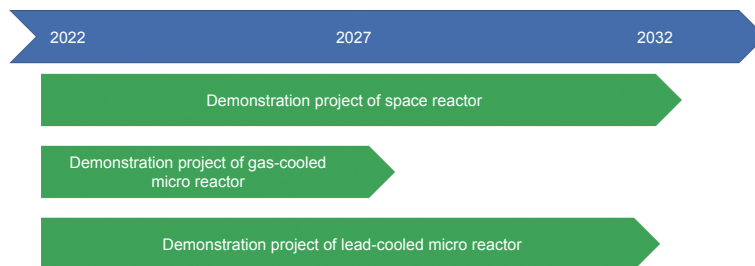 2022 2027 2032
Demonstration project of space reactor
Demonstration project of gas-cooled
micro reactor
Demonstration project of lead-cooled micro reactor